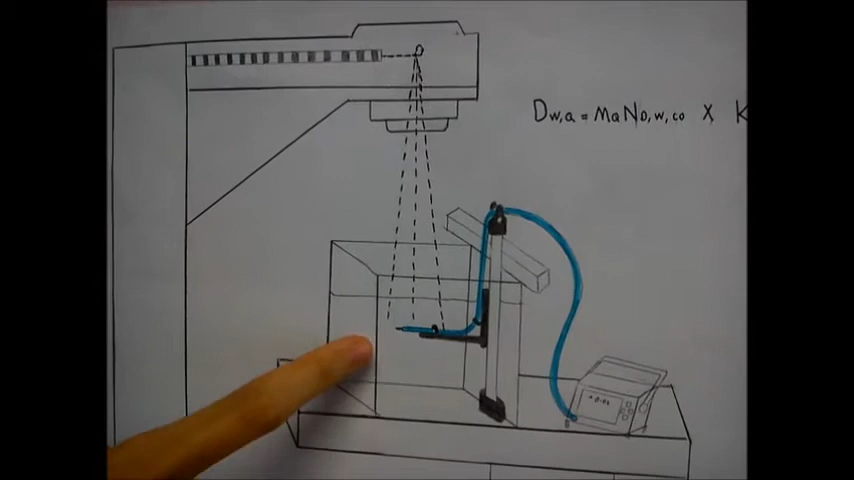 Dw,a = MaND,w,co x K